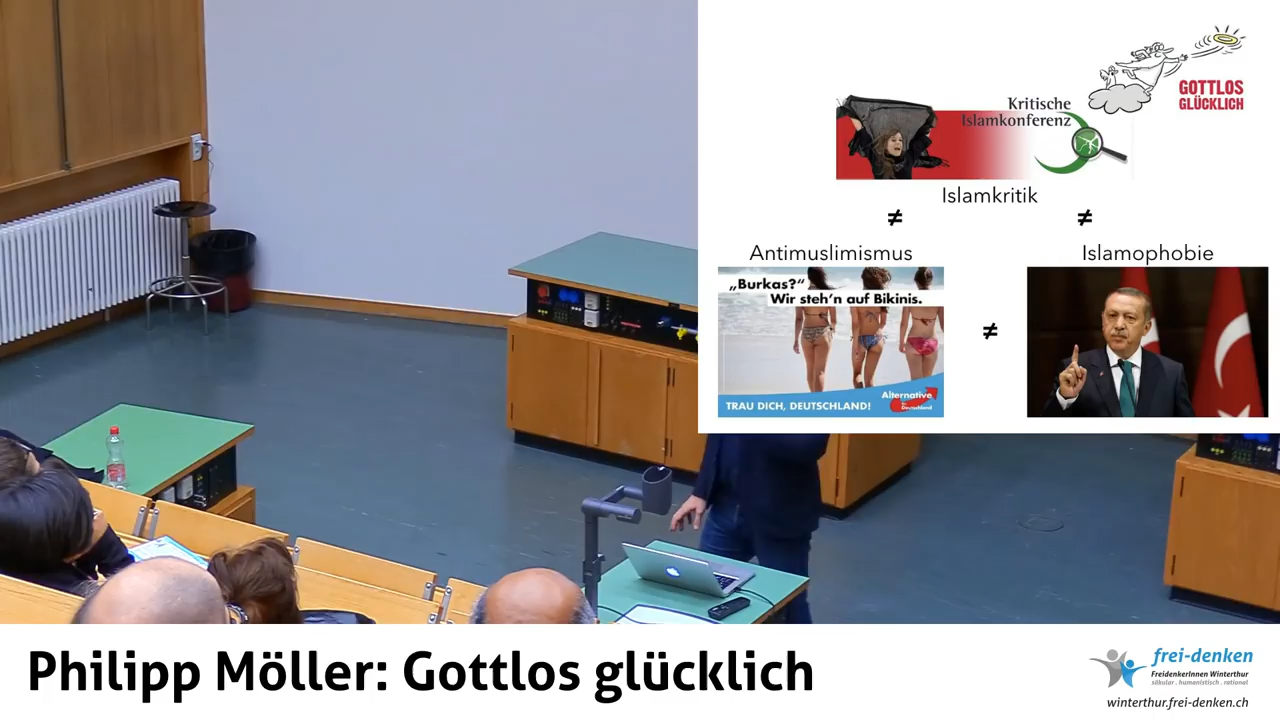 GOTTLOS
GLÜCKLICH
Kritische
Islamkonferenz
Islamkritik
≠ ≠
Antimuslimismus
Islamophobie
„Burkas?“
Wir steh’n auf Bikinis.
≠
Alternative
für
Deutschland
TRAU DICH, DEUTSCHLAND!
Philipp Möller: Gottlos glücklich
frei-denken
FreidenkerInnen Winterthur
säkular . humanistisch . rational
winterthur.frei-denken.ch